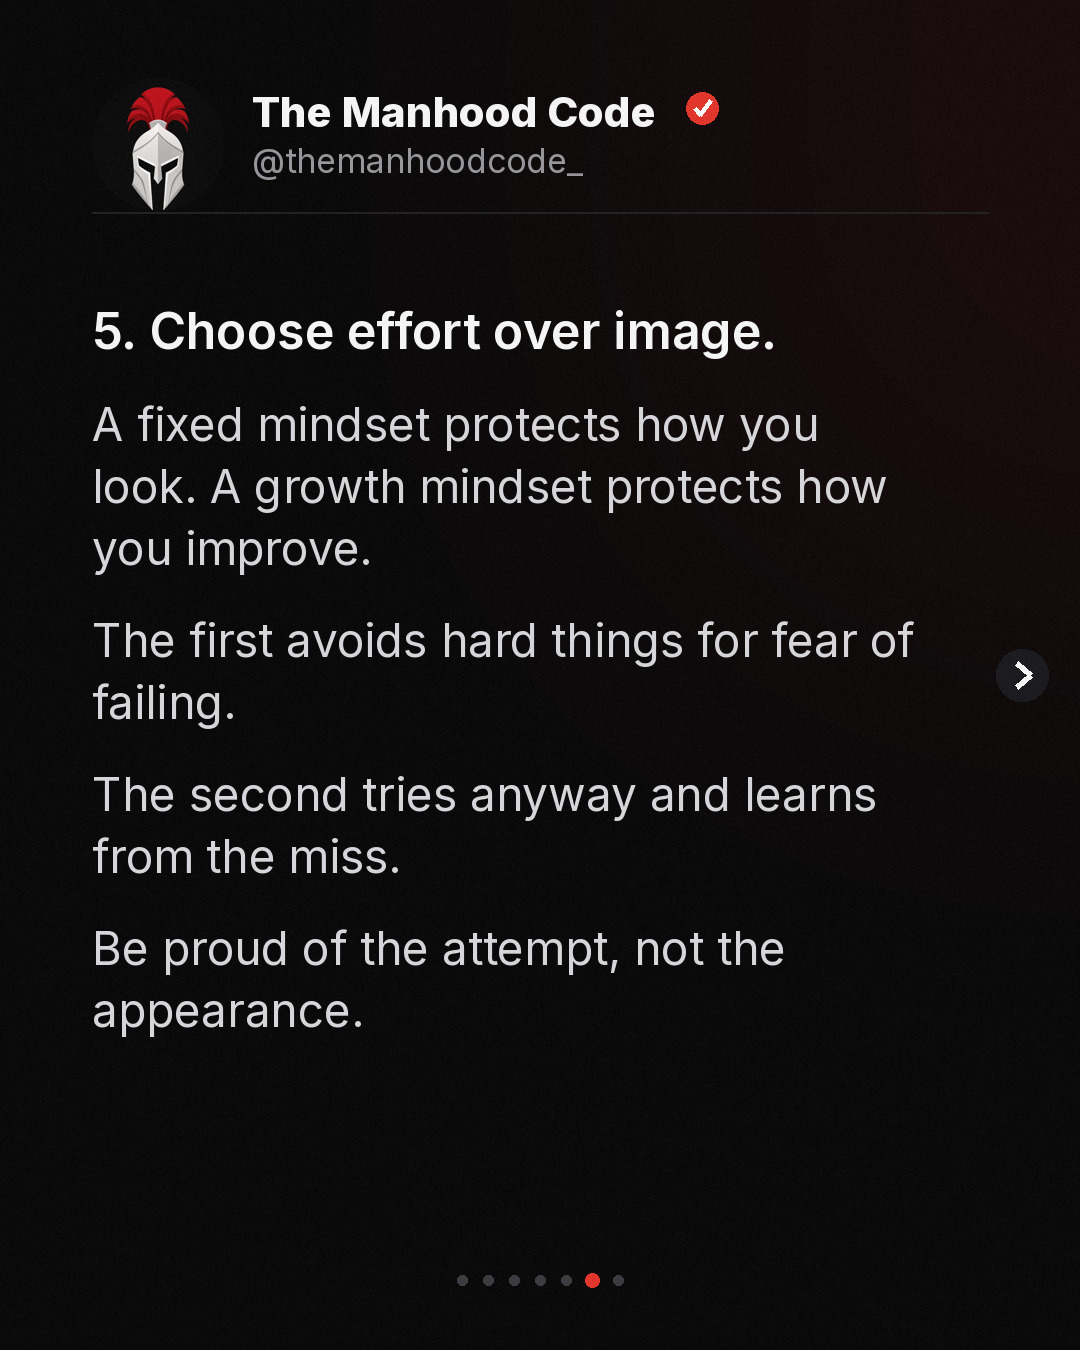 The Manhood Code
@themanhoodcode_
5. Choose effort over image.
A fixed mindset protects how you
look. A growth mindset protects how
you improve.
The first avoids hard things for fear of
failing.
The second tries anyway and learns
from the miss.
Be proud of the attempt, not the
appearance.